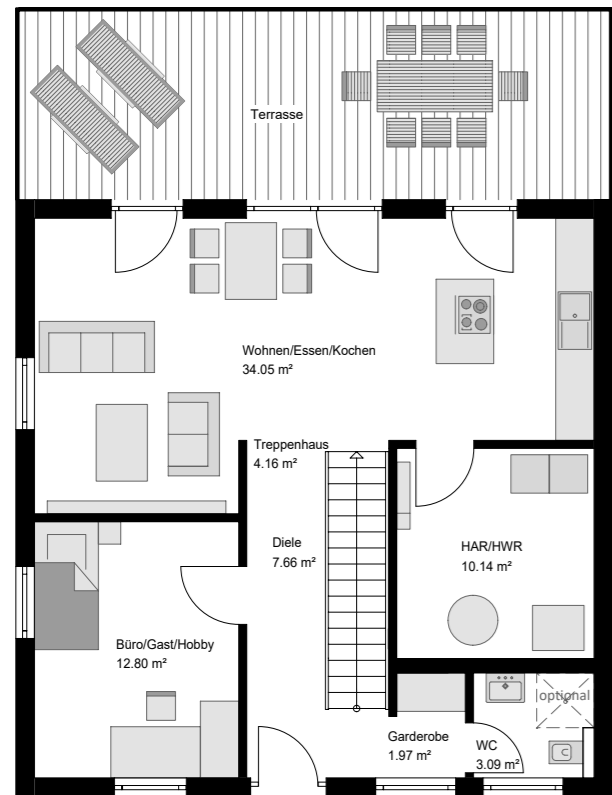 Terrasse
Wohnen/Essen/Kochen
34.05 m²
Treppenhaus
4.16 m²
Diele
7.66 m²
HAR/HWR
10.14 m²
Büro/Gast/Hobby
12.80 m²
optional
Garderobe
1.97 m²
WC
3.09 m²